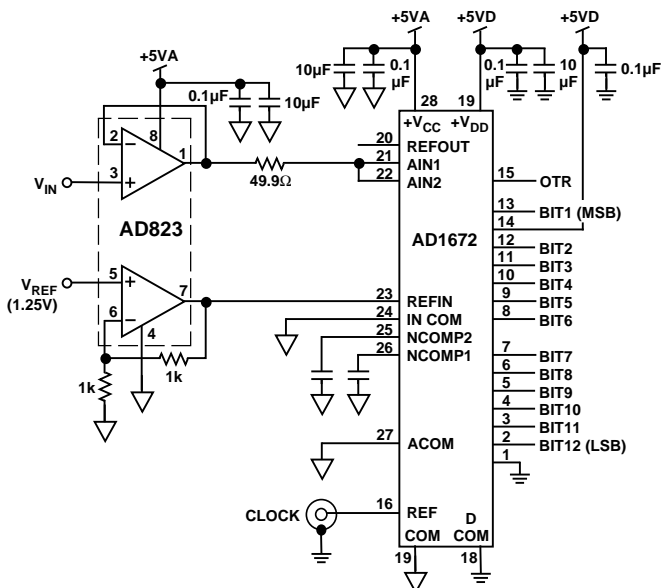 +5VA
+5VD
+5VD
+5VA
10µF
0.1
µF
0.1
µF
10
µF
0.1µF
0.1µF
10µF
28
19
+VCC
+VDD
20
REFOUT
21
AIN1
22
AIN2
2
8
1
3
VIN
49.9Ω
AD823
AD1672
15
OTR
13
BIT1 (MSB)
14
12
BIT2
11
BIT3
10
BIT4
9
BIT5
8
BIT6
VREF
(1.25V)
5
7
6
4
1k
1k
23
REFIN
24
IN COM
25
NCOMP2
26
NCOMP1
7
BIT7
6
BIT8
5
BIT9
4
BIT10
3
BIT11
2
BIT12 (LSB)
1
27
ACOM
CLOCK
16
REF
COM
D
COM
19
18